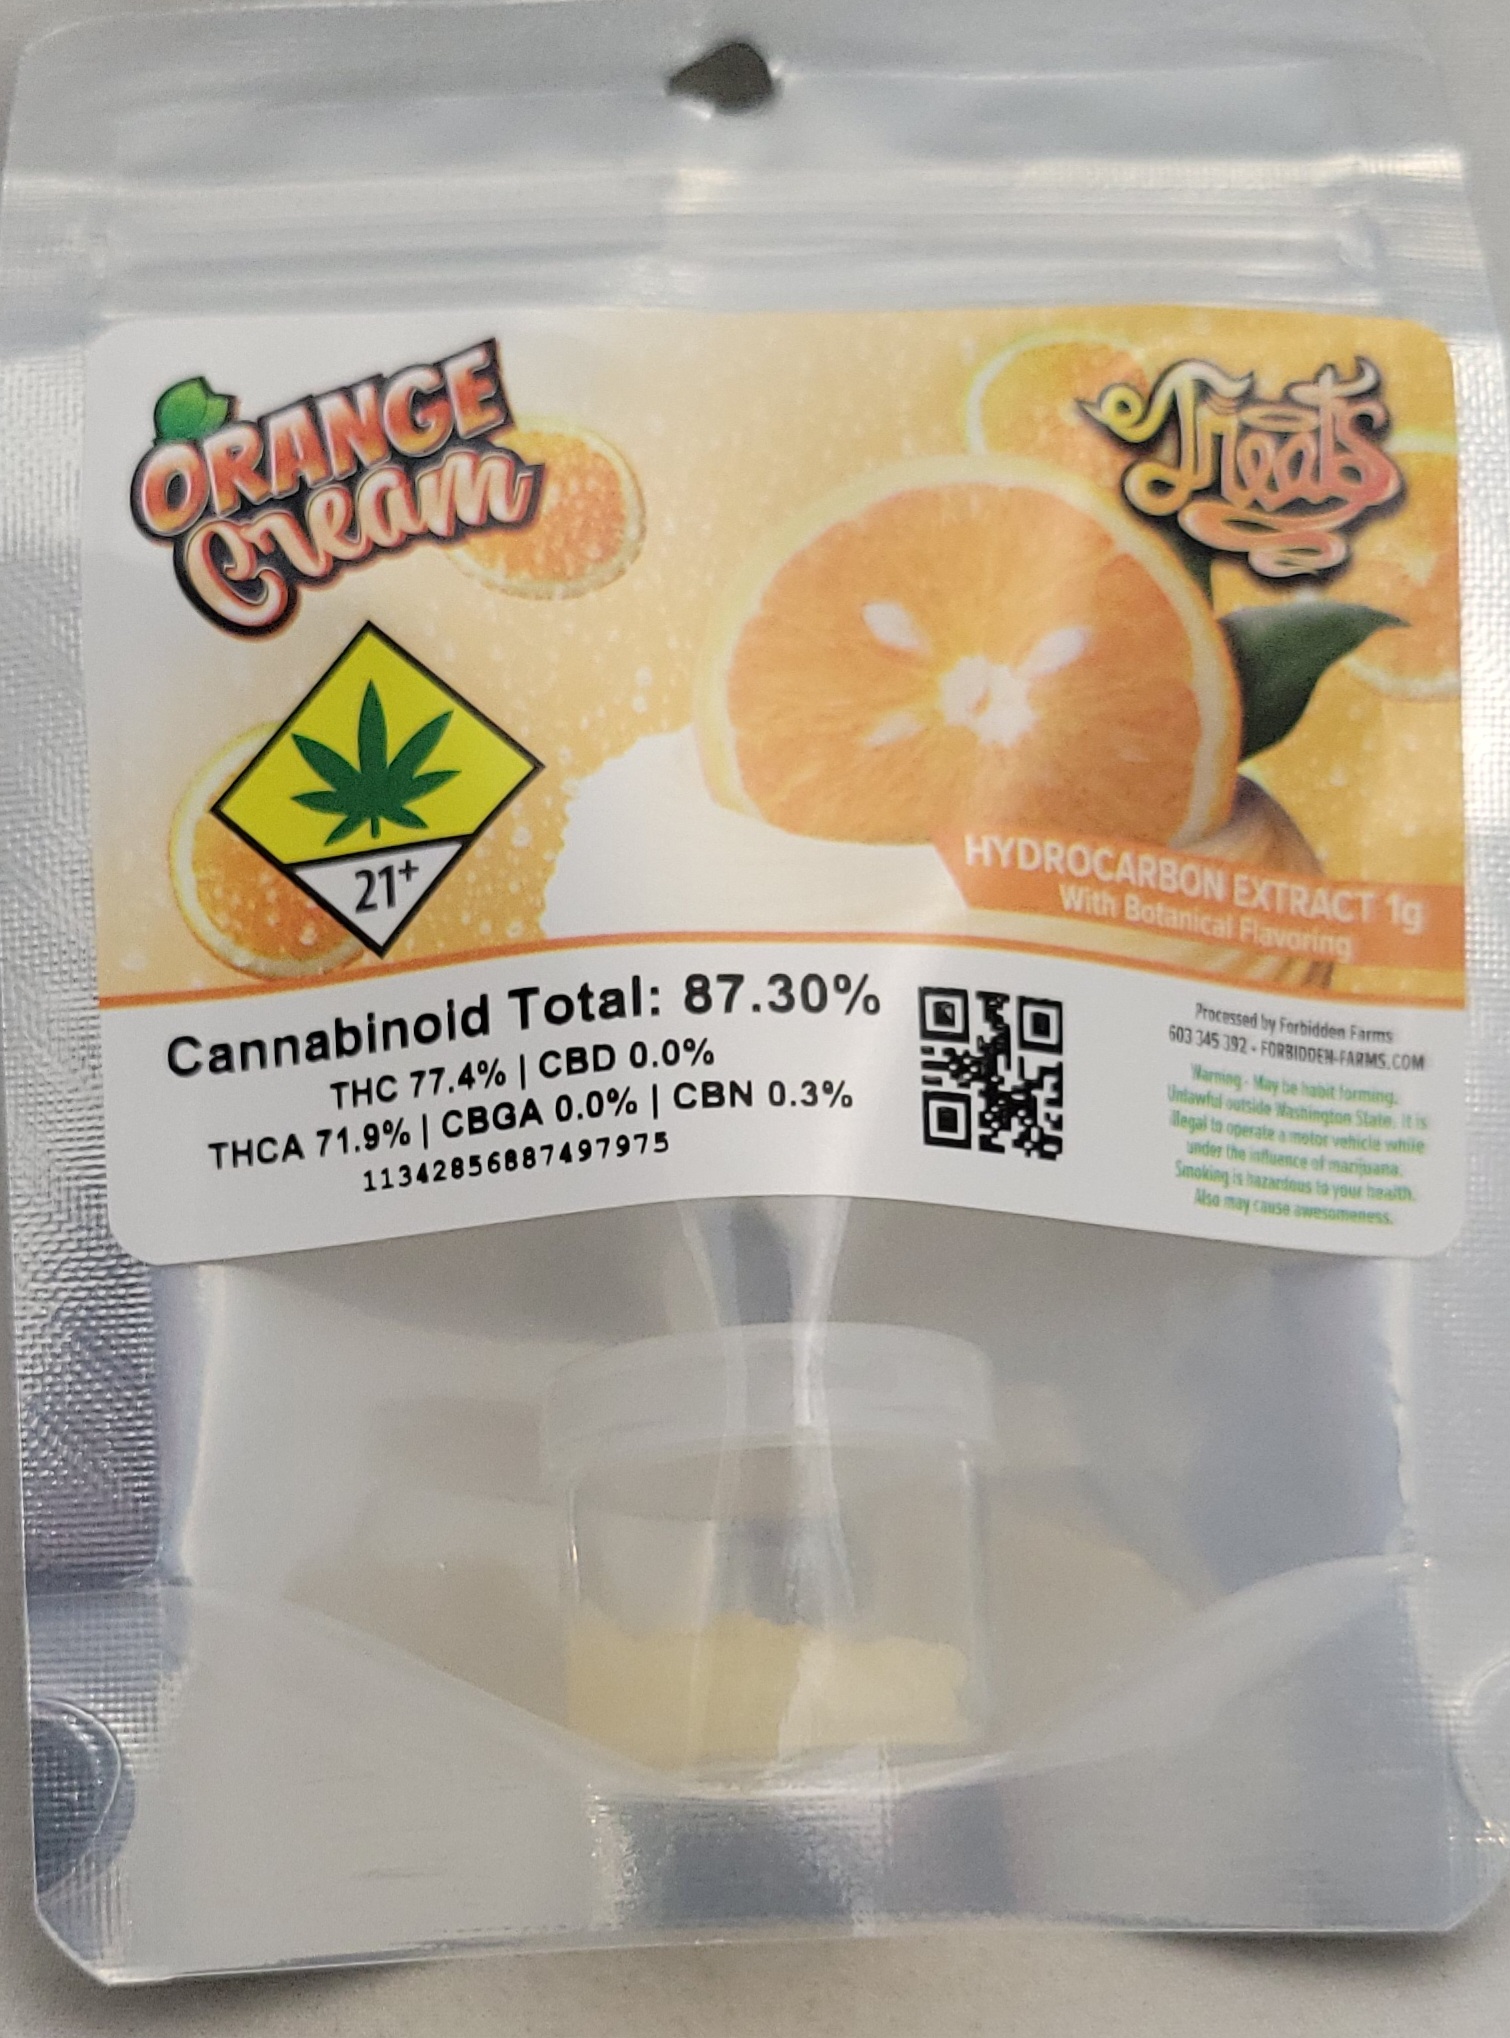 ORANGE
Cream
Treats
21+
HYDROCARBON EXTRACT 1g
With Botanical Flavoring
Cannabinoid Total: 87.30%
THC 77.4% | CBD 0.0%
THCA 71.9% | CBGA 0.0% | CBN 0.3%
11342856887497975
Processed by Forbidden Farms
603 345 392 - FORBIDDEN-FARMS.COM
Warning - May be habit forming.
Unlawful outside Washington State. It is
illegal to operate a motor vehicle while
under the influence of marijuana.
Smoking is hazardous to your health.
Also may cause awesomeness.